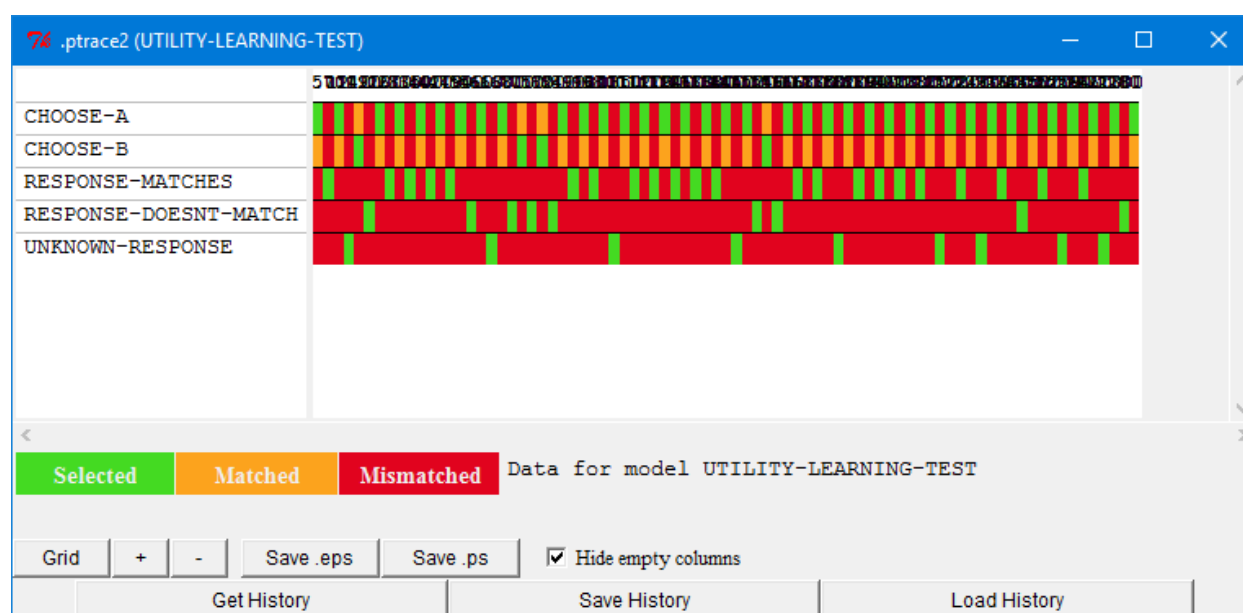 .ptrace2 (UTILITY-LEARNING-TEST)
CHOOSE-A
CHOOSE-B
RESPONSE-MATCHES
RESPONSE-DOESNT-MATCH
UNKNOWN-RESPONSE
Selected Matched Mismatched Data for model UTILITY-LEARNING-TEST
Grid + - Save .eps Save .ps Hide empty columns
Get History Save History Load History